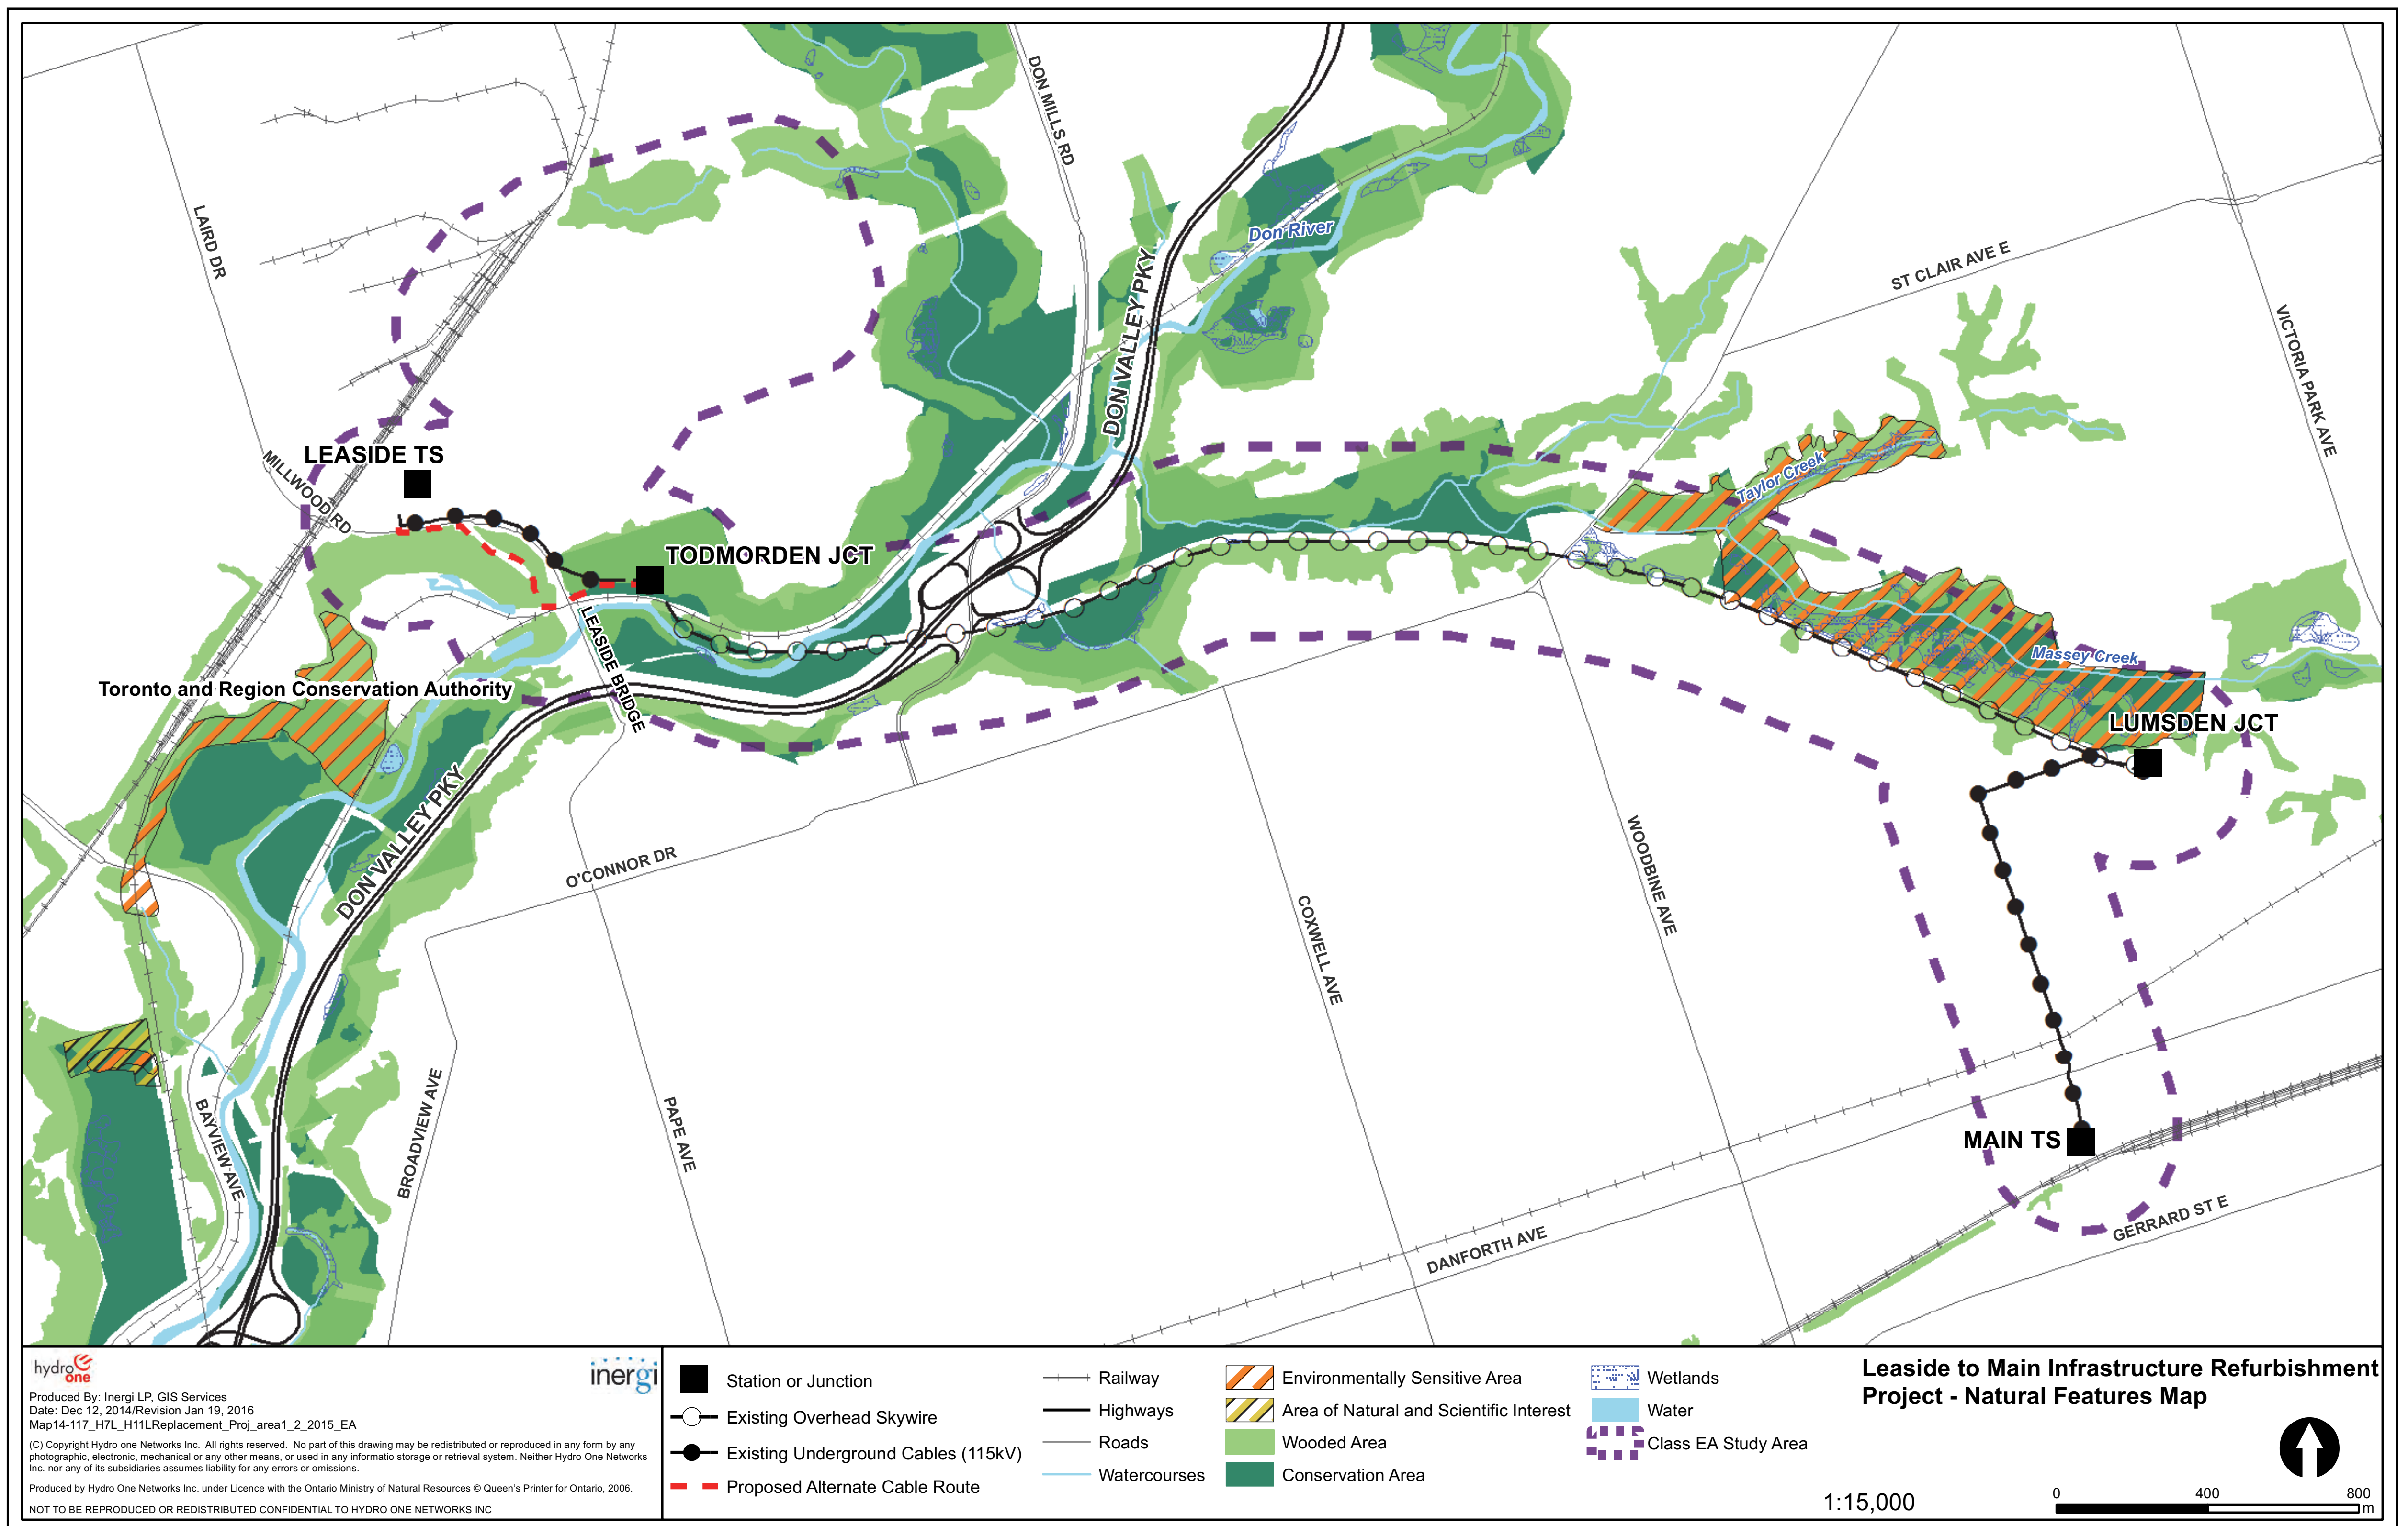 DON MILLS RD
LAIRD DR
Don River
DON VALLEY PKY
ST CLAIR AVE E
VICTORIA PARK AVE
LEASIDE TS
MILLWOOD RD
Taylor Creek
TODMORDEN JCT
LEASIDE BRIDGE
Massey Creek
Toronto and Region Conservation Authority
LUMSDEN JCT
DON VALLEY PKY
O'CONNOR DR
COXWELL AVE
WOODBINE AVE
BAYVIEW AVE
BROADVIEW AVE
PAPE AVE
MAIN TS
DANFORTH AVE
GERRARD ST E
hydro
one
inergi
Produced By: Inergi LP, GIS Services
Date: Dec 12, 2014/Revision Jan 19, 2016
Map14-117_H7L_H11LReplacement_Proj_area1_2_2015_EA
(C) Copyright Hydro one Networks Inc. All rights reserved. No part of this drawing may be redistributed or reproduced in any form by any
photographic, electronic, mechanical or any other means, or used in any informatio storage or retrieval system. Neither Hydro One Networks
Inc. nor any of its subsidiaries assumes liability for any errors or omissions.
Produced by Hydro One Networks Inc. under Licence with the Ontario Ministry of Natural Resources © Queen's Printer for Ontario, 2006.
NOT TO BE REPRODUCED OR REDISTRIBUTED CONFIDENTIAL TO HYDRO ONE NETWORKS INC
Station or Junction
Existing Overhead Skywire
Existing Underground Cables (115kV)
Proposed Alternate Cable Route
Railway
Highways
Roads
Watercourses
Environmentally Sensitive Area
Area of Natural and Scientific Interest
Wooded Area
Conservation Area
Wetlands
Water
Class EA Study Area
Leaside to Main Infrastructure Refurbishment
Project - Natural Features Map
1:15,000
0 400 800
m